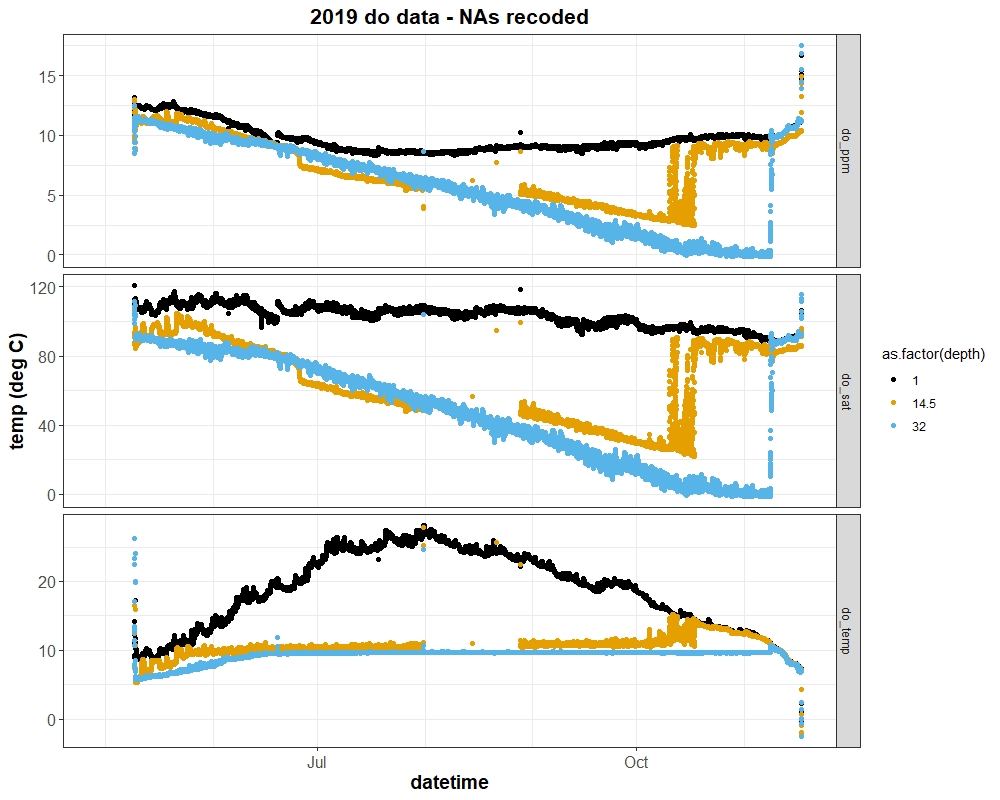 2019 do data - NAs recoded
15
10
5
0
do_ppm
120
80
40
0
do_sat
20
10
0
do_temp
temp (deg C)
Jul
Oct
datetime
as.factor(depth)
1
14.5
32